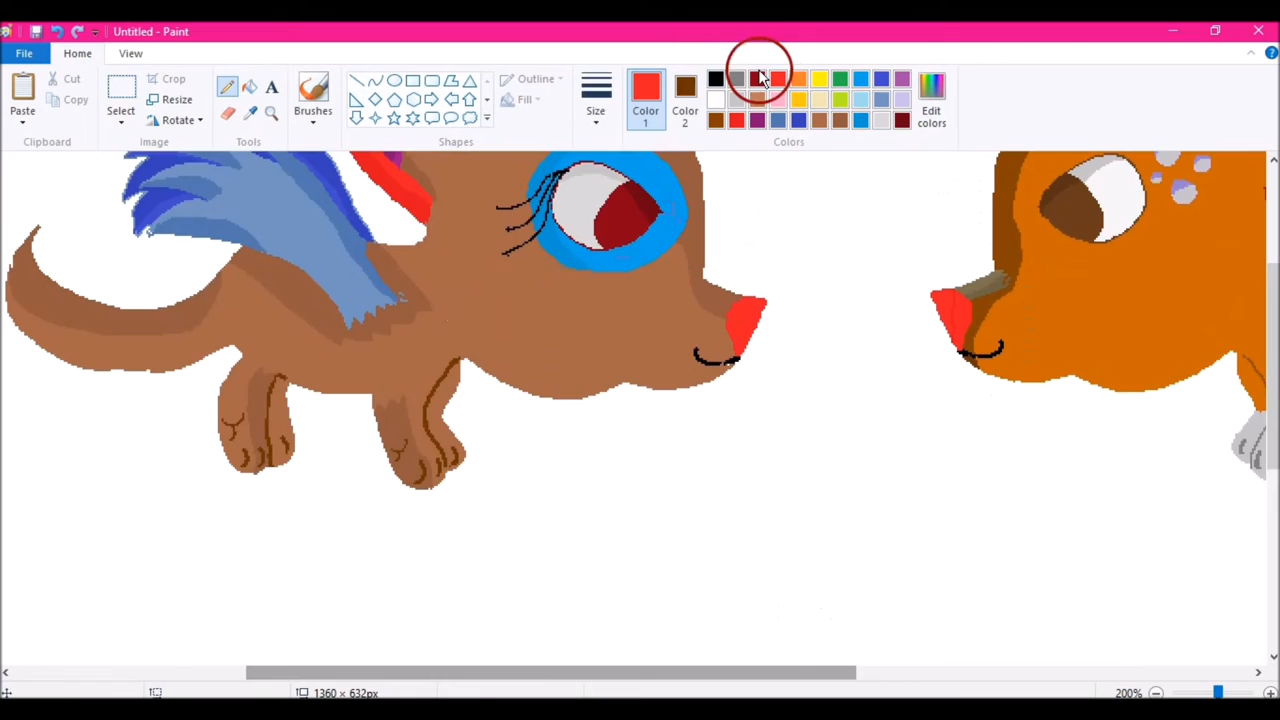 Untitled - Paint
File Home View
Paste
Cut
Copy
Clipboard
Select
Crop
Resize
Rotate
Image
A
Tools
Brushes
Outline
Fill
Shapes
Size
Color 1
Color 2
Edit colors
Colors
1360 × 632px
200%